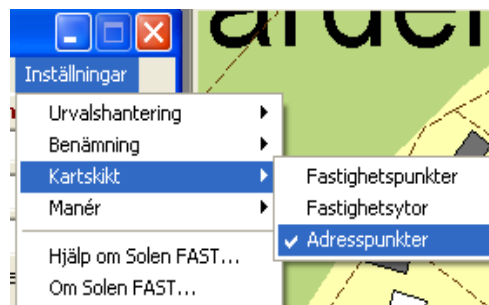 Inställningar
Urvalshantering
Benämning
Kartskikt
Manér
Hjälp om Solen FAST...
Om Solen FAST...
Fastighetspunkter
Fastighetsytor
Adresspunkter